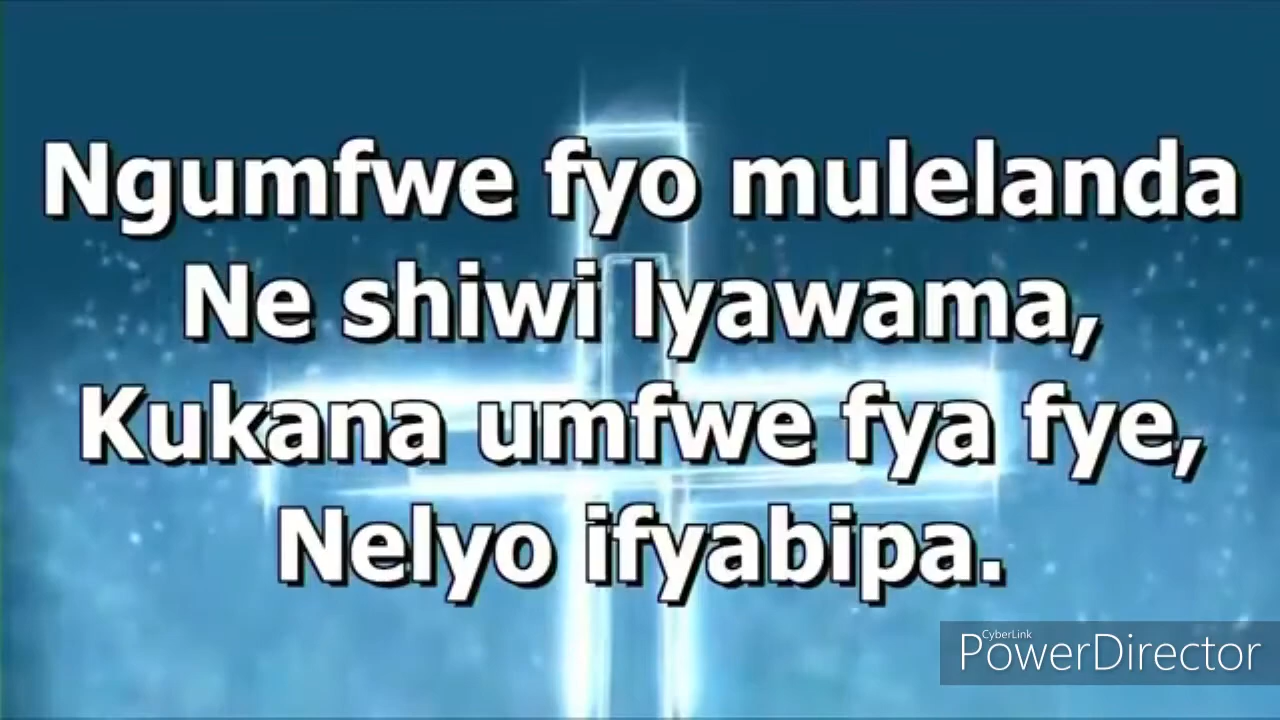 Ngumfwe fyo mulelanda
Ne shiwi lyawama,
Kukana umfwe fya fye,
Nelyo ifyabipa.
CyberLink
PowerDirector